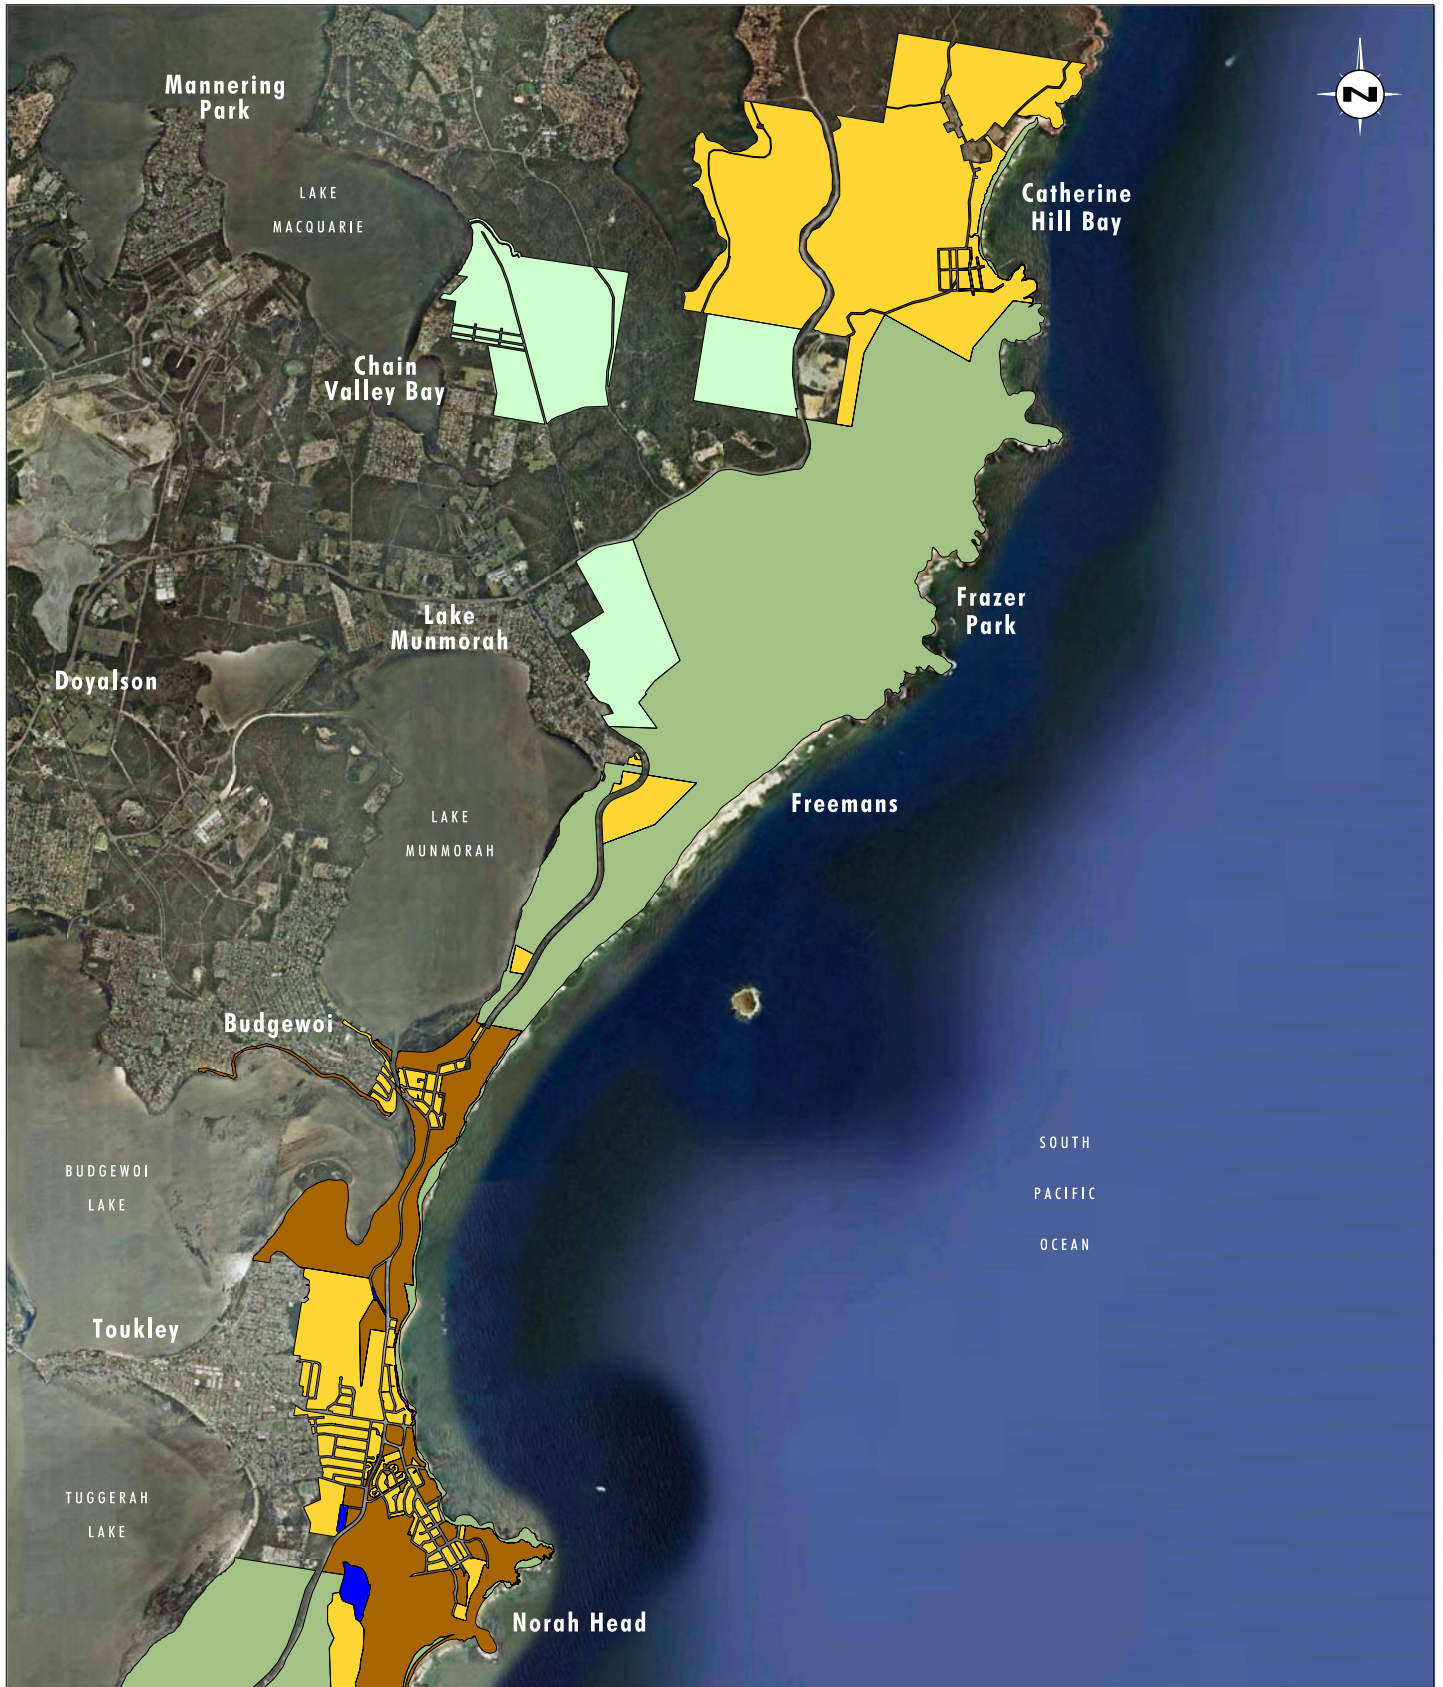 Mannering
Park
N
LAKE
MACQUARIE
Catherine
Hill Bay
Chain
Valley Bay
Frazer
Park
Lake
Munmorah
Doyalson
Freemans
LAKE
MUNMORAH
Budgewoi
SOUTH
PACIFIC
OCEAN
BUDGEWOI
LAKE
Toukley
TUGGERAH
LAKE
Norah Head